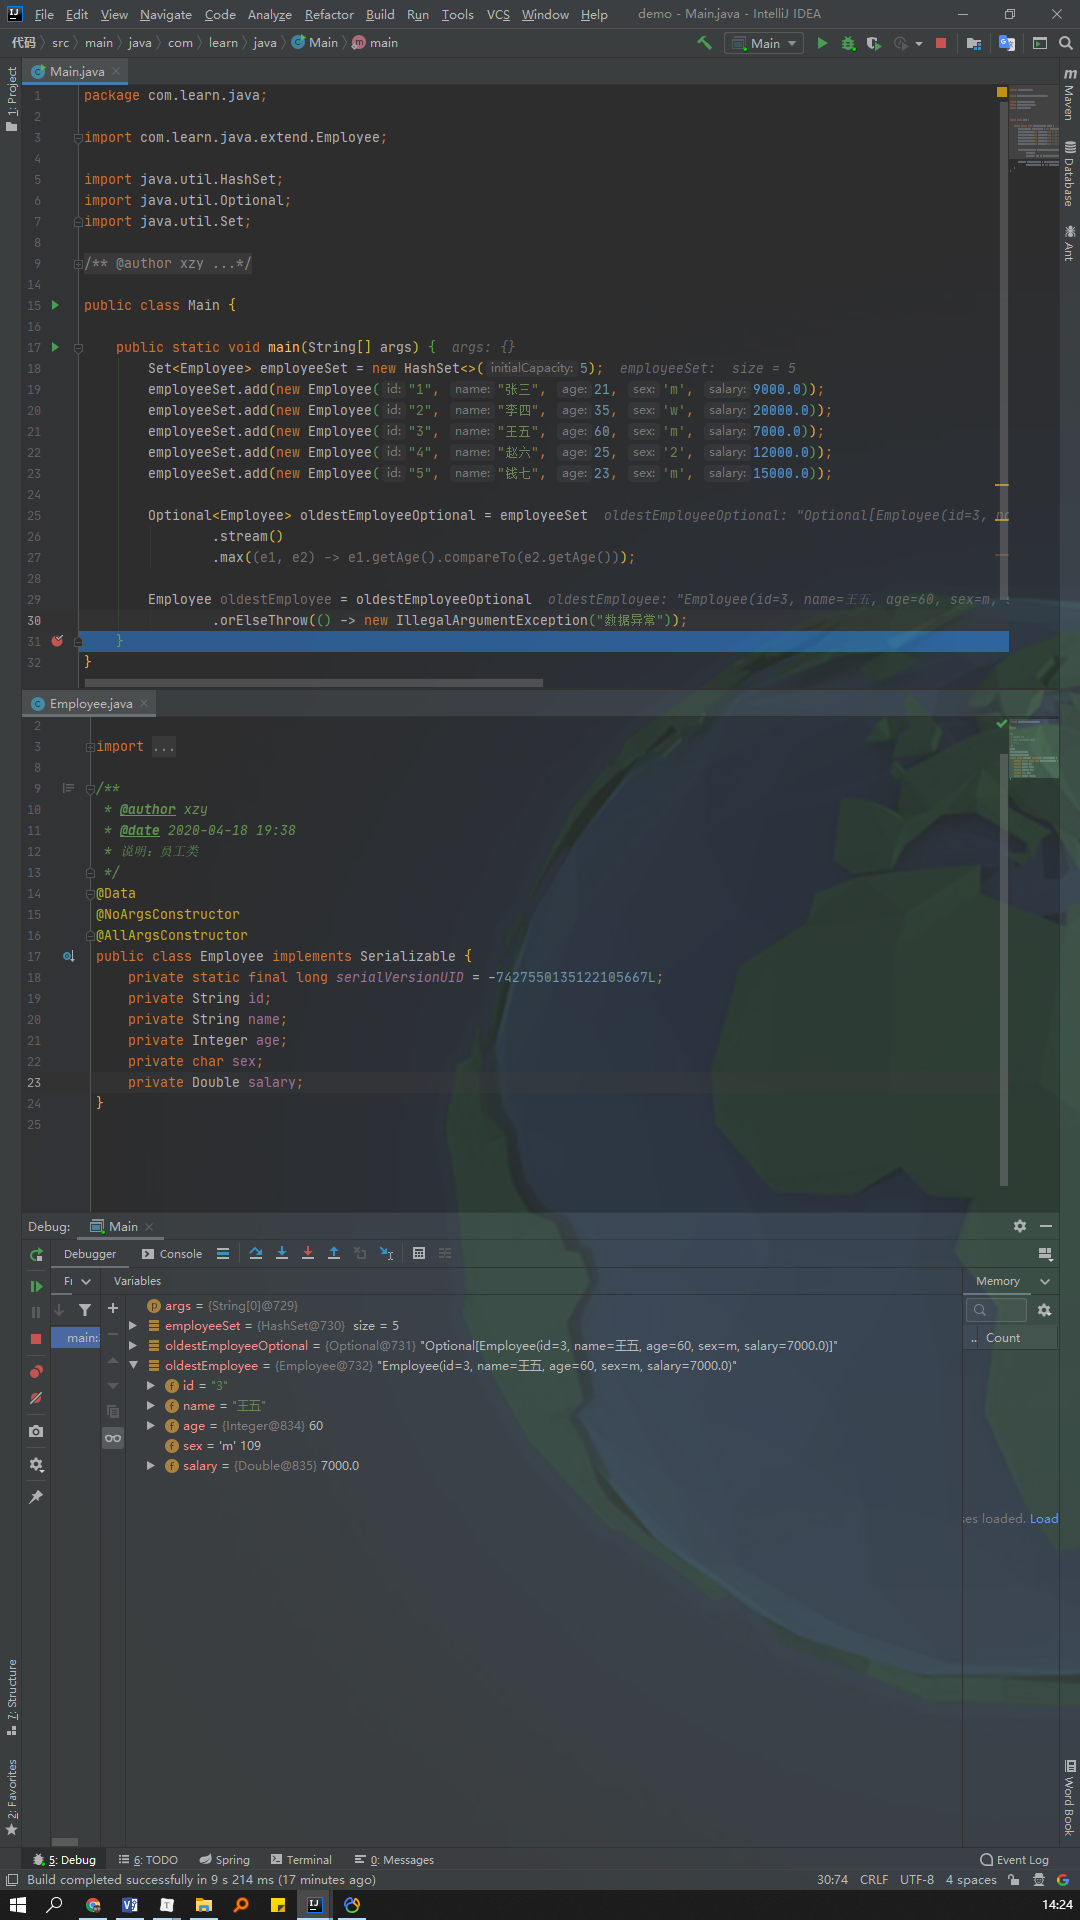 File Edit View Navigate Code Analyze Refactor Build Run Tools VCS Window Help demo - Main.java - IntelliJ IDEA
代码 src main java com learn java Main main Main
1: Project
Main.java
1 package com.learn.java;
2
3 import com.learn.java.extend.Employee;
4
5 import java.util.HashSet;
6 import java.util.Optional;
7 import java.util.Set;
8
9 /** @author xzy ...*/
14
15 public class Main {
16
17 public static void main(String[] args) { args: {}
18 Set<Employee> employeeSet = new HashSet<>( initialCapacity: 5); employeeSet: size = 5
19 employeeSet.add(new Employee( id: "1", name: "张三", age: 21, sex: 'm', salary: 9000.0));
20 employeeSet.add(new Employee( id: "2", name: "李四", age: 35, sex: 'w', salary: 20000.0));
21 employeeSet.add(new Employee( id: "3", name: "王五", age: 60, sex: 'm', salary: 7000.0));
22 employeeSet.add(new Employee( id: "4", name: "赵六", age: 25, sex: '2', salary: 12000.0));
23 employeeSet.add(new Employee( id: "5", name: "钱七", age: 23, sex: 'm', salary: 15000.0));
24
25 Optional<Employee> oldestEmployeeOptional = employeeSet oldestEmployeeOptional: "Optional[Employee(id=3,
26 .stream()
27 .max((e1, e2) -> e1.getAge().compareTo(e2.getAge()));
28
29 Employee oldestEmployee = oldestEmployeeOptional oldestEmployee: "Employee(id=3, name=王五, age=60, sex=m,
30 .orElseThrow(() -> new IllegalArgumentException("数据异常"));
31 }
32 }
Maven
Database
Ant
Employee.java
2
3 import ...
8
9 /**
10 * @author xzy
11 * @date 2020-04-18 19:38
12 * 说明：员工类
13 */
14 @Data
15 @NoArgsConstructor
16 @AllArgsConstructor
17 public class Employee implements Serializable {
18 private static final long serialVersionUID = -7427550135122105667L;
19 private String id;
20 private String name;
21 private Integer age;
22 private char sex;
23 private Double salary;
24 }
25
Debug: Main
Debugger Console
Variables Memory
args = {String[0]@729}
employeeSet = {HashSet@730} size = 5
Count
main:
oldestEmployeeOptional = {Optional@731} "Optional[Employee(id=3, name=王五, age=60, sex=m, salary=7000.0)]"
oldestEmployee = {Employee@732} "Employee(id=3, name=王五, age=60, sex=m, salary=7000.0)"
id = "3"
name = "王五"
age = {Integer@834} 60
sex = 'm' 109
salary = {Double@835} 7000.0
loaded. Load
7: Structure
2: Favorites
Word Book
5: Debug 6: TODO Spring Terminal 0: Messages Event Log
Build completed successfully in 9 s 214 ms (17 minutes ago) 30:74 CRLF UTF-8 4 spaces
14:24